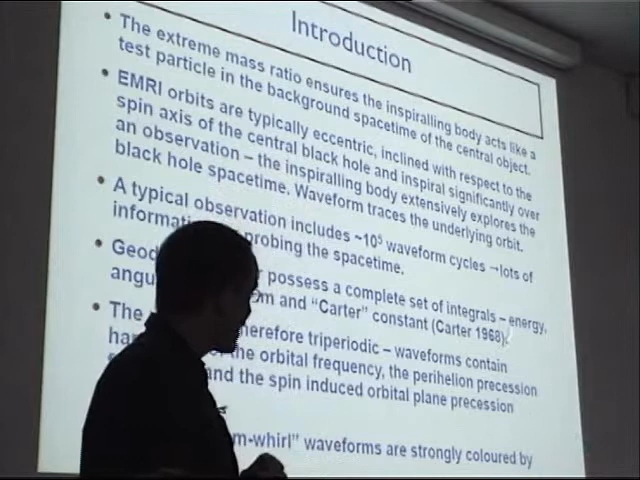 Introduction
• The extreme mass ratio ensures the inspiralling body acts like a
test particle in the background spacetime of the central object.
• EMRI orbits are typically eccentric, inclined with respect to the
spin axis of the central black hole and inspiral significantly over
an observation – the inspiralling body extensively explores the
black hole spacetime. Waveform traces the underlying orbit.
• A typical observation includes ~10⁵ waveform cycles →lots of
probing the spacetime.
• possess a complete set of integrals – energy,
and “Carter” constant (Carter 1968).
• The triperiodic – waveforms contain
the orbital frequency, the perihelion precession
and the spin induced orbital plane precession
waveforms are strongly coloured by